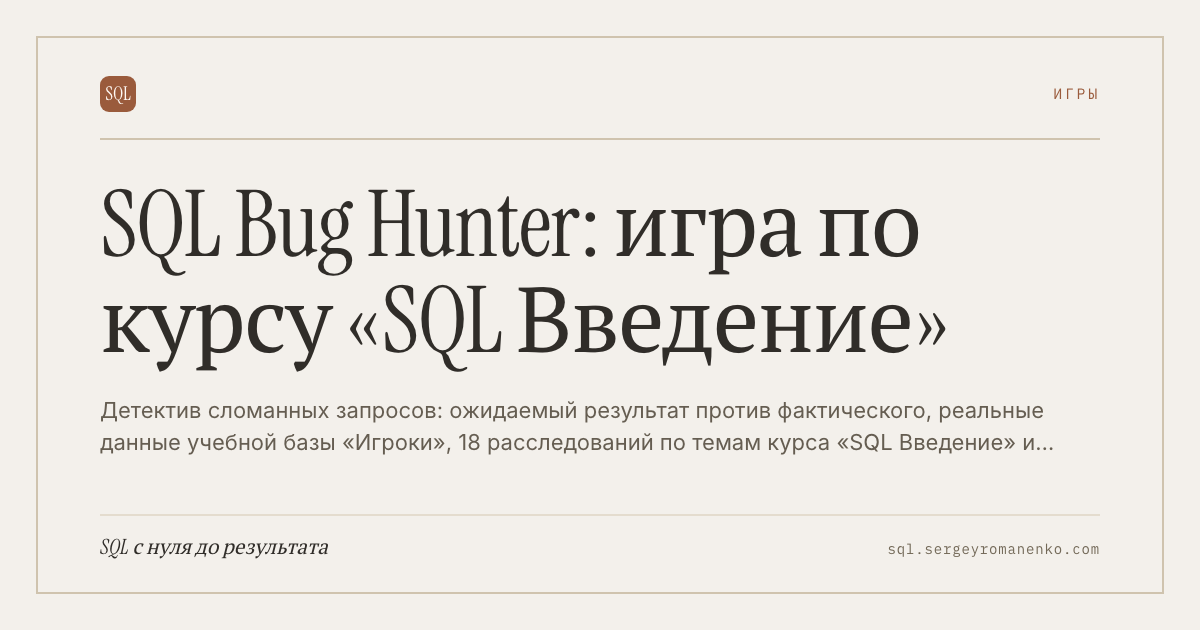 SQL
ИГРЫ
SQL Bug Hunter: игра по
курсу «SQL Введение»
Детектив сломанных запросов: ожидаемый результат против фактического, реальные
данные учебной базы «Игроки», 18 расследований по темам курса «SQL Введение» и…
SQL с нуля до результата
sql.sergeyromanenko.com